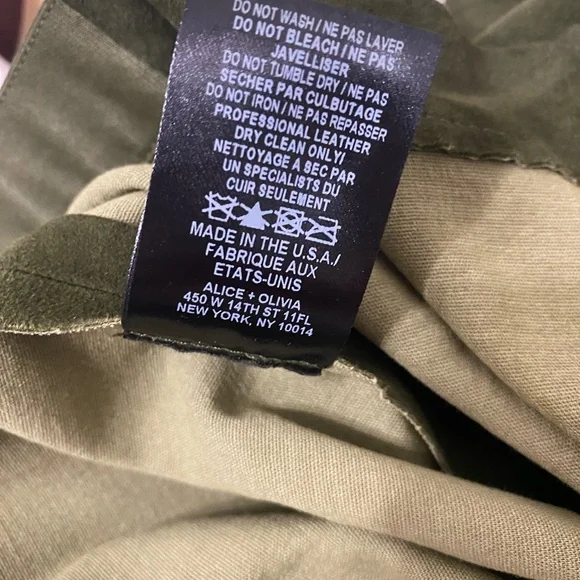 DO NOT WASH / NE PAS LAVER
DO NOT BLEACH / NE PAS
JAVELLISER
DO NOT TUMBLE DRY / NE PAS
SECHER PAR CULBUTAGE
DO NOT IRON / NE PAS REPASSER
PROFESSIONAL LEATHER
DRY CLEAN ONLY/
NETTOYAGE A SEC PAR
UN SPECIALISTS DU
CUIR SEULEMENT
MADE IN THE U.S.A./
FABRIQUE AUX
ETATS-UNIS
ALICE + OLIVIA
450 W 14TH ST 11FL
NEW YORK, NY 10014